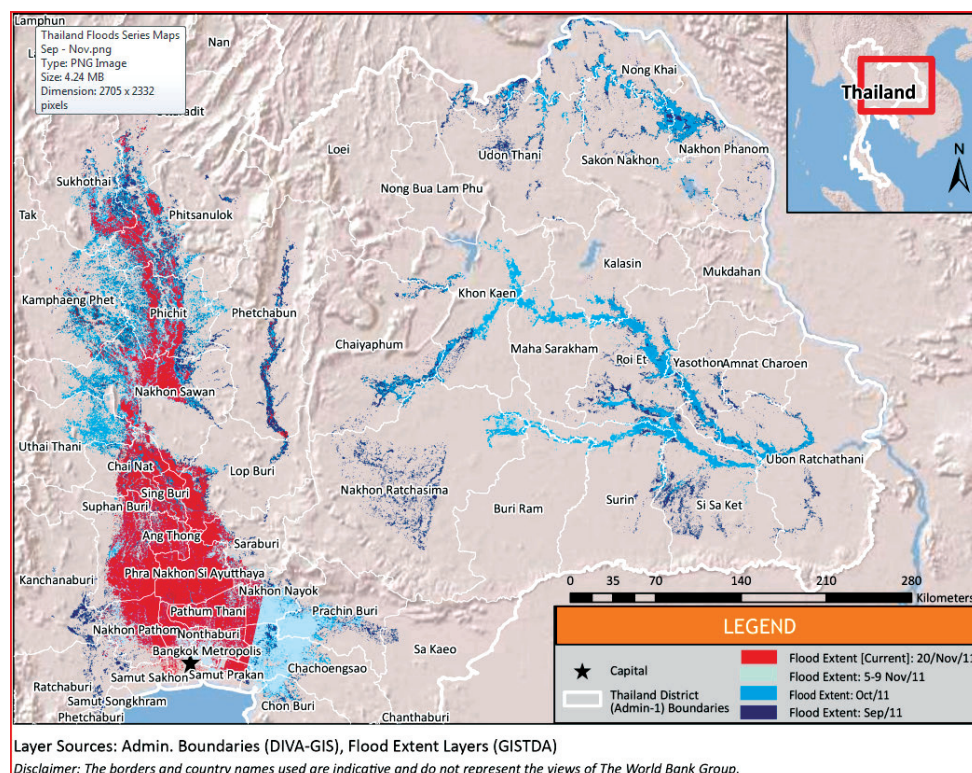 Lamphun
Nan
Thailand Floods Series Maps
Sep - Nov.png
Type: PNG Image
Size: 4.24 MB
Dimension: 2705 x 2332
pixels
Thailand
N
Nong Khai
Loei
Udon Thani
Sakon Nakhon
Nakhon Phanom
Sukhothai
Nong Bua Lam Phu
Tak
Phitsanulok
Kalasin
Mukdahan
Kamphaeng Phet
Khon Kaen
Phichit
Phetchabun
Chaiyaphum
Maha Sarakham
Roi Et
Yasothon
Amnat Charoen
Nakhon Sawan
Uthai Thani
Chai Nat
Lop Buri
Ubon Ratchathani
Sing Buri
Nakhon Ratchasima
Surin
Si Sa Ket
Suphan Buri
Buri Ram
Ang Thong
Saraburi
Kanchanaburi
Phra Nakhon Si Ayutthaya
Nakhon Nayok
Pathum Thani
Prachin Buri
Nakhon Pathom
Nonthaburi
Bangkok Metropolis
Sa Kaeo
Samut Sakhon
Samut Prakan
Chachoengsao
Ratchaburi
Samut Songkhram
Chon Buri
Phetchaburi
Chanthaburi
0 35 70 140 210 280
Kilometers
LEGEND
Capital
Thailand District
(Admin-1) Boundaries
Flood Extent [Current]: 20/Nov/11
Flood Extent: 5-9 Nov/11
Flood Extent: Oct/11
Flood Extent: Sep/11
Layer Sources: Admin. Boundaries (DIVA-GIS), Flood Extent Layers (GISTDA)
Disclaimer: The borders and country names used are indicative and do not represent the views of The World Bank Group.